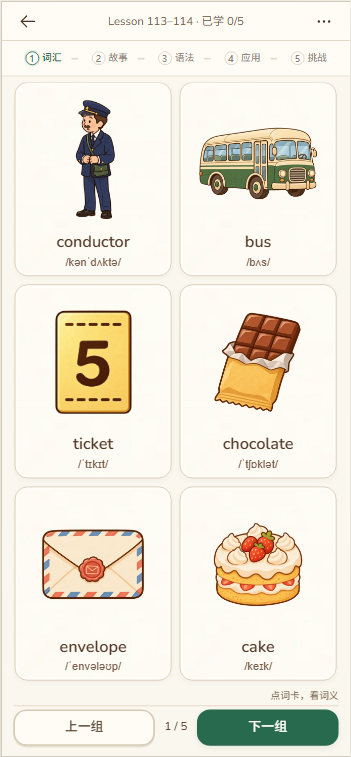 Lesson 113–114 · 已学 0/5
1 词汇 – 2 故事 – 3 语法 – 4 应用 – 5 挑战
conductor bus
/kənˈdʌktə/ /bʌs/
5
ticket chocolate
/ˈtɪkɪt/ /ˈtʃɒklət/
envelope cake
/ˈenvələʊp/ /keɪk/
点词卡，看词义
上一组 1 / 5 下一组